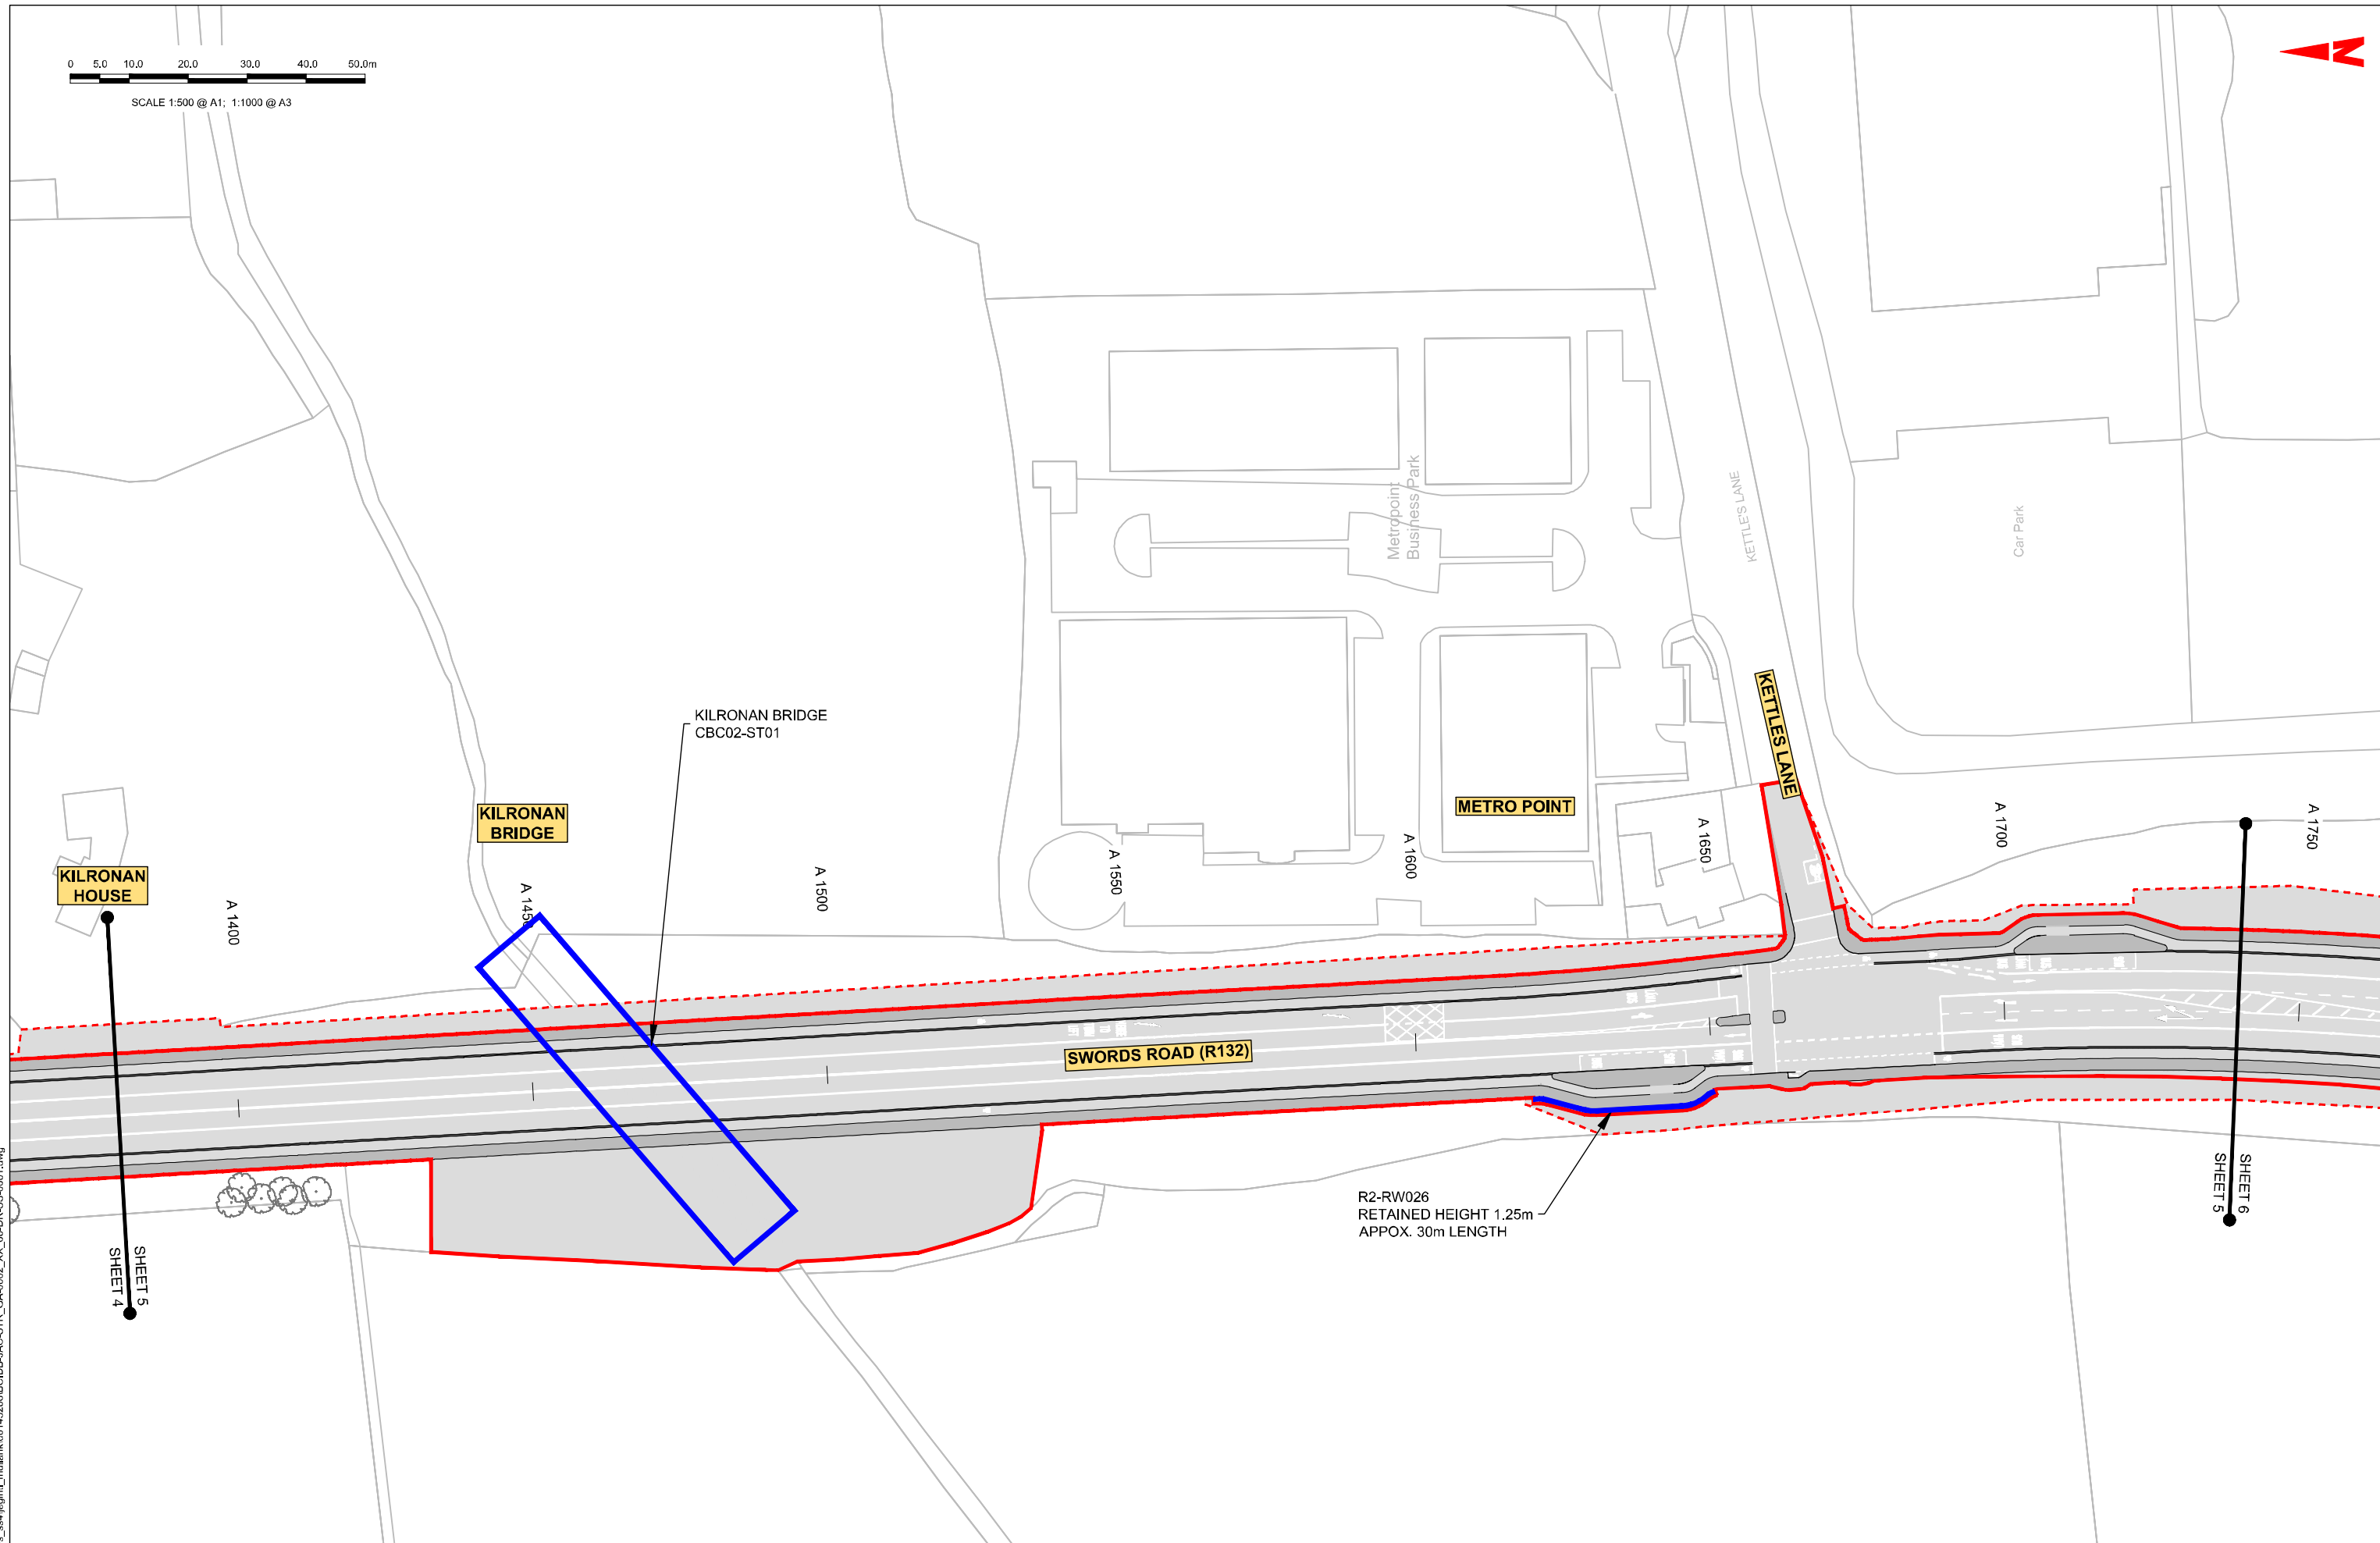 0 5.0 10.0 20.0 30.0 40.0 50.0m
SCALE 1:500 @ A1; 1:1000 @ A3
N
Metropoint
Business Park
KETTLE'S LANE
Car Park
KILRONAN BRIDGE
CBC02-ST01
KILRONAN
BRIDGE
KILRONAN
HOUSE
METRO POINT
KETTLES LANE
A 1400
A 1450
A 1500
A 1550
A 1600
A 1650
A 1700
A 1750
SWORDS ROAD (R132)
R2-RW026
RETAINED HEIGHT 1.25m
APPOX. 30m LENGTH
SHEET 5
SHEET 4
SHEET 6
SHEET 5